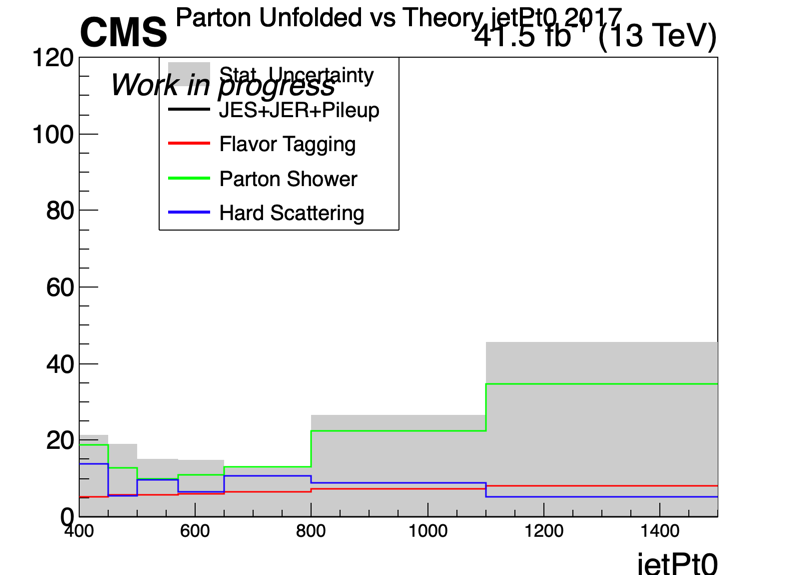 Parton Unfolded vs Theory jetPt0 2017
CMS
41.5 fb⁻¹ (13 TeV)
Work in progress
Stat. Uncertainty
JES+JER+Pileup
Flavor Tagging
Parton Shower
Hard Scattering
120
100
80
60
40
20
0
400 600 800 1000 1200 1400
jetPt0